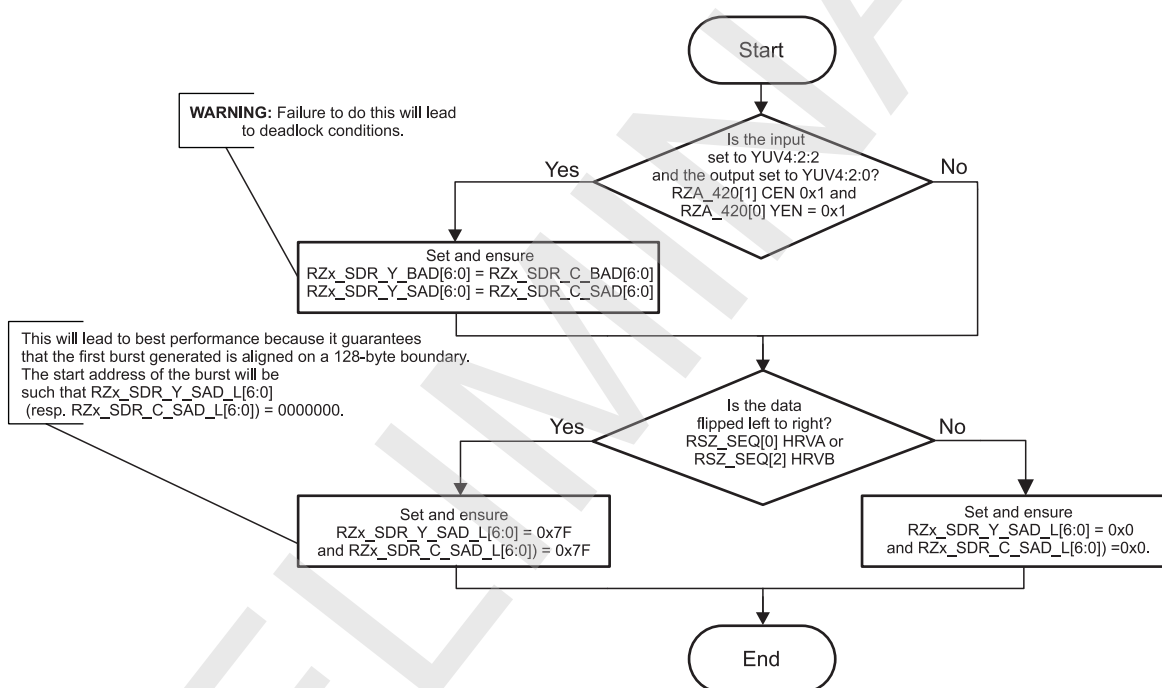 Start
WARNING: Failure to do this will lead
to deadlock conditions.
Is the input
set to YUV4:2:2
and the output set to YUV4:2:0?
RZA_420[1] CEN 0x1 and
RZA_420[0] YEN = 0x1
Yes
No
Set and ensure
RZx_SDR_Y_BAD[6:0] = RZx_SDR_C_BAD[6:0]
RZx_SDR_Y_SAD[6:0] = RZx_SDR_C_SAD[6:0]
This will lead to best performance because it guarantees
that the first burst generated is aligned on a 128-byte boundary.
The start address of the burst will be
such that RZx_SDR_Y_SAD_L[6:0]
(resp. RZx_SDR_C_SAD_L[6:0]) = 0000000.
Is the data
flipped left to right?
RSZ_SEQ[0] HRVA or
RSZ_SEQ[2] HRVB
Yes
No
Set and ensure
RZx_SDR_Y_SAD_L[6:0] = 0x7F
and RZx_SDR_C_SAD_L[6:0]) = 0x7F
Set and ensure
RZx_SDR_Y_SAD_L[6:0] = 0x0
and RZx_SDR_C_SAD_L[6:0]) =0x0.
End